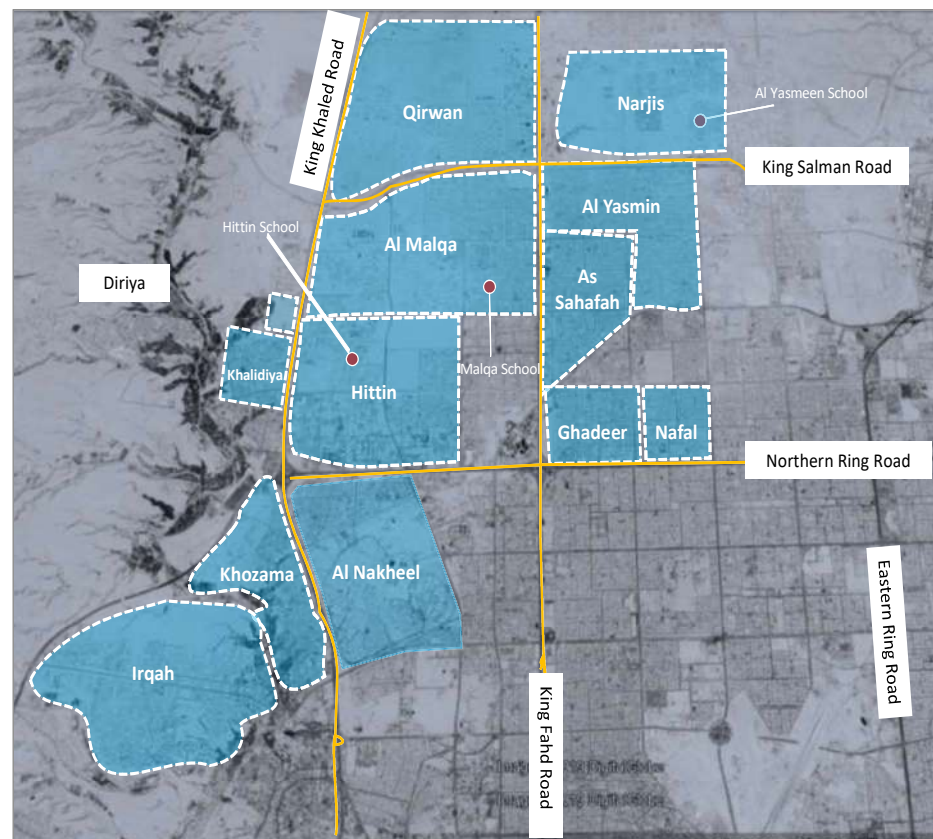 King Khaled Road
Qirwan
Narjis
Al Yasmeen School
King Salman Road
Al Yasmin
Hittin School
Al Malqa
Diriya
As
Sahafah
Khalidiya
Malqa School
Hittin
Ghadeer
Nafal
Northern Ring Road
Khozama
Al Nakheel
Eastern Ring Road
Irqah
King Fahd Road